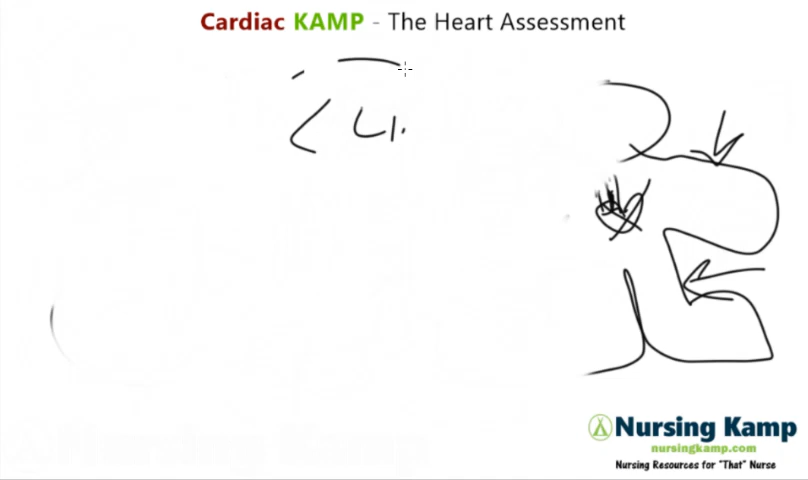 Cardiac KAMP - The Heart Assessment
Nursing Kamp
nursingkamp.com
Nursing Resources for "That" Nurse